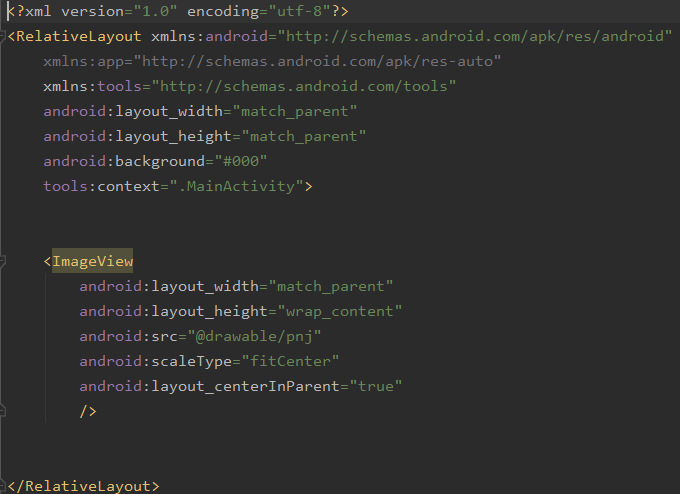 <?xml version="1.0" encoding="utf-8"?>
<RelativeLayout xmlns:android="http://schemas.android.com/apk/res/android"
    xmlns:app="http://schemas.android.com/apk/res-auto"
    xmlns:tools="http://schemas.android.com/tools"
    android:layout_width="match_parent"
    android:layout_height="match_parent"
    android:background="#000"
    tools:context=".MainActivity">
    <ImageView
        android:layout_width="match_parent"
        android:layout_height="wrap_content"
        android:src="@drawable/pnj"
        android:scaleType="fitCenter"
        android:layout_centerInParent="true"
        />
</RelativeLayout>